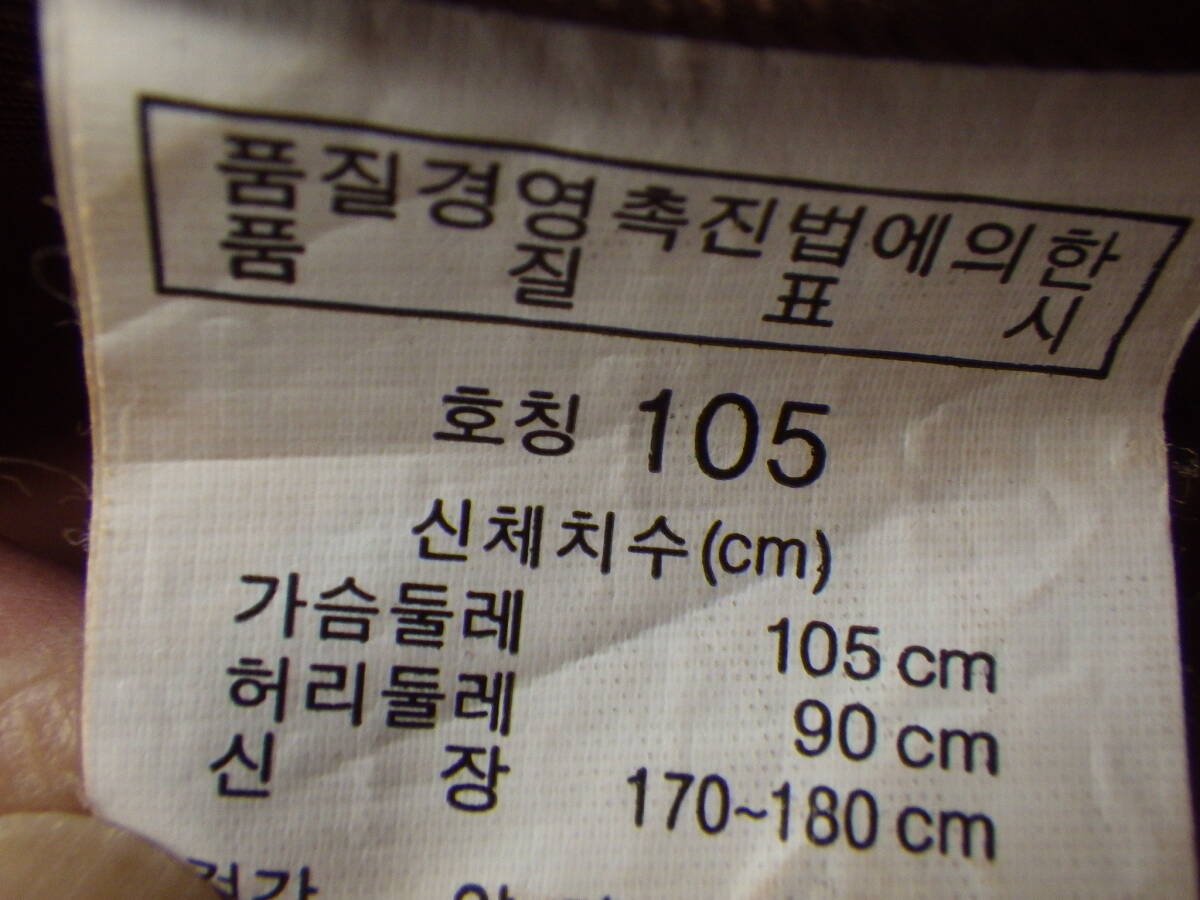 품질경영촉진법에의한
품 질 표 시
호칭 105
신체치수(cm)
가슴둘레 105 cm
허리둘레 90 cm
신 장 170~180 cm